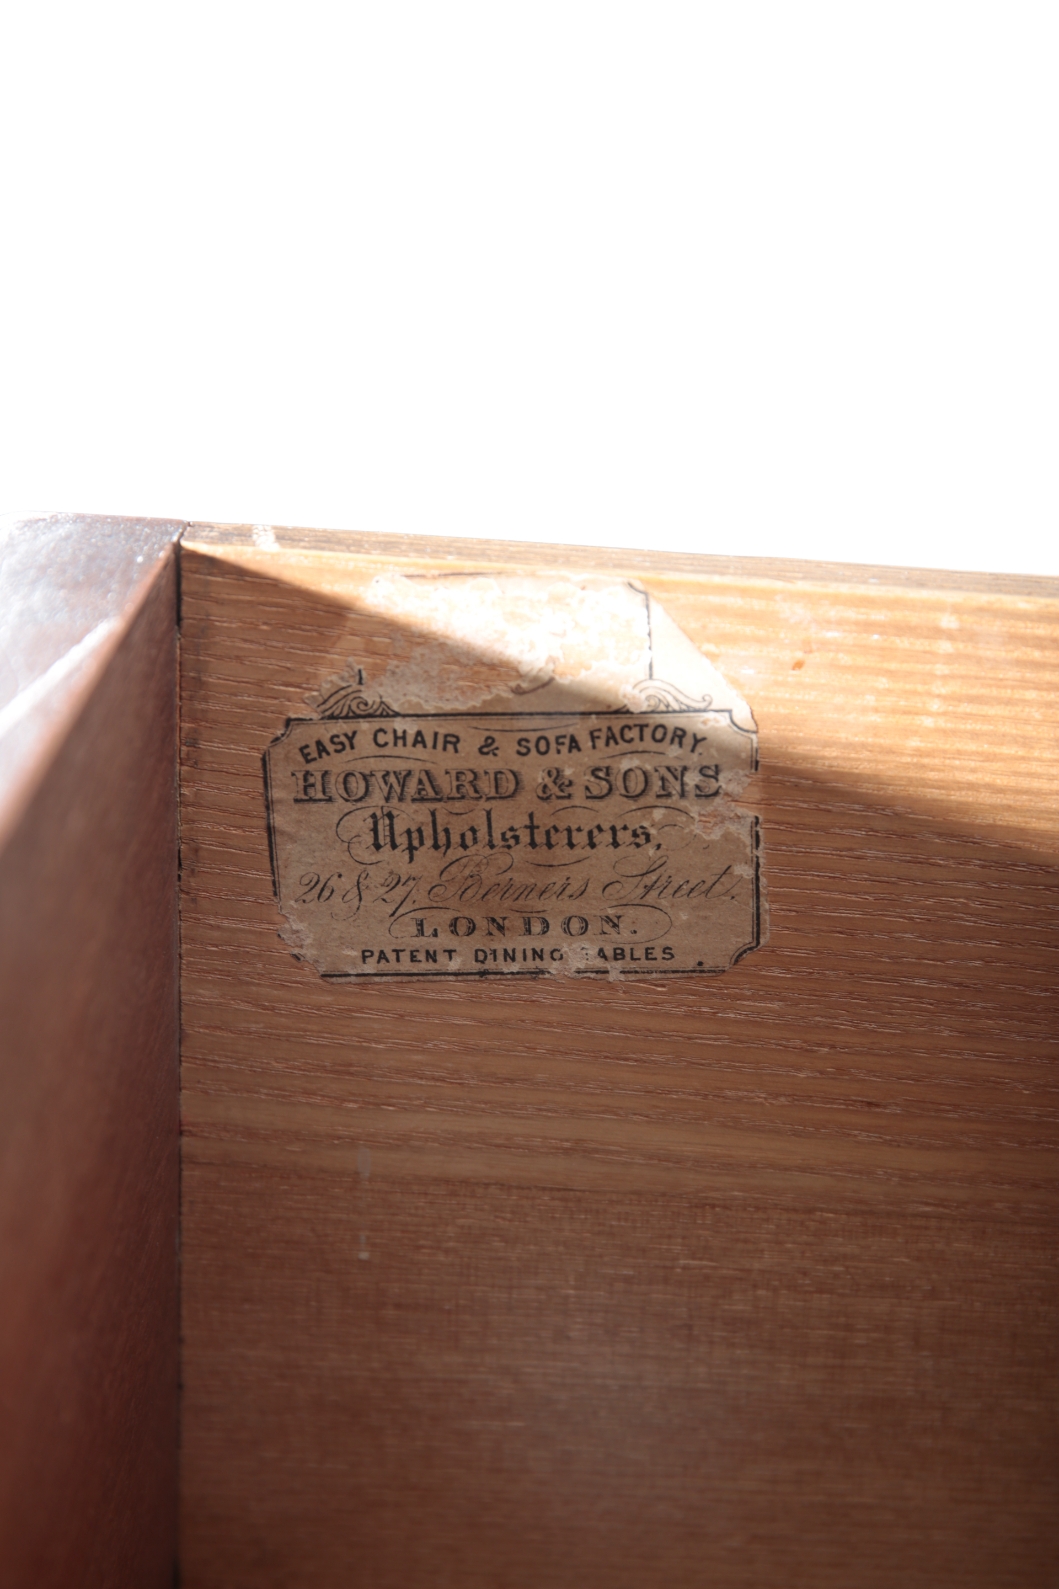 EASY CHAIR & SOFA FACTORY.
HOWARD & SONS
Upholsterers,
26 & 27, Berners Street.
LONDON.
PATENT DINING TABLES